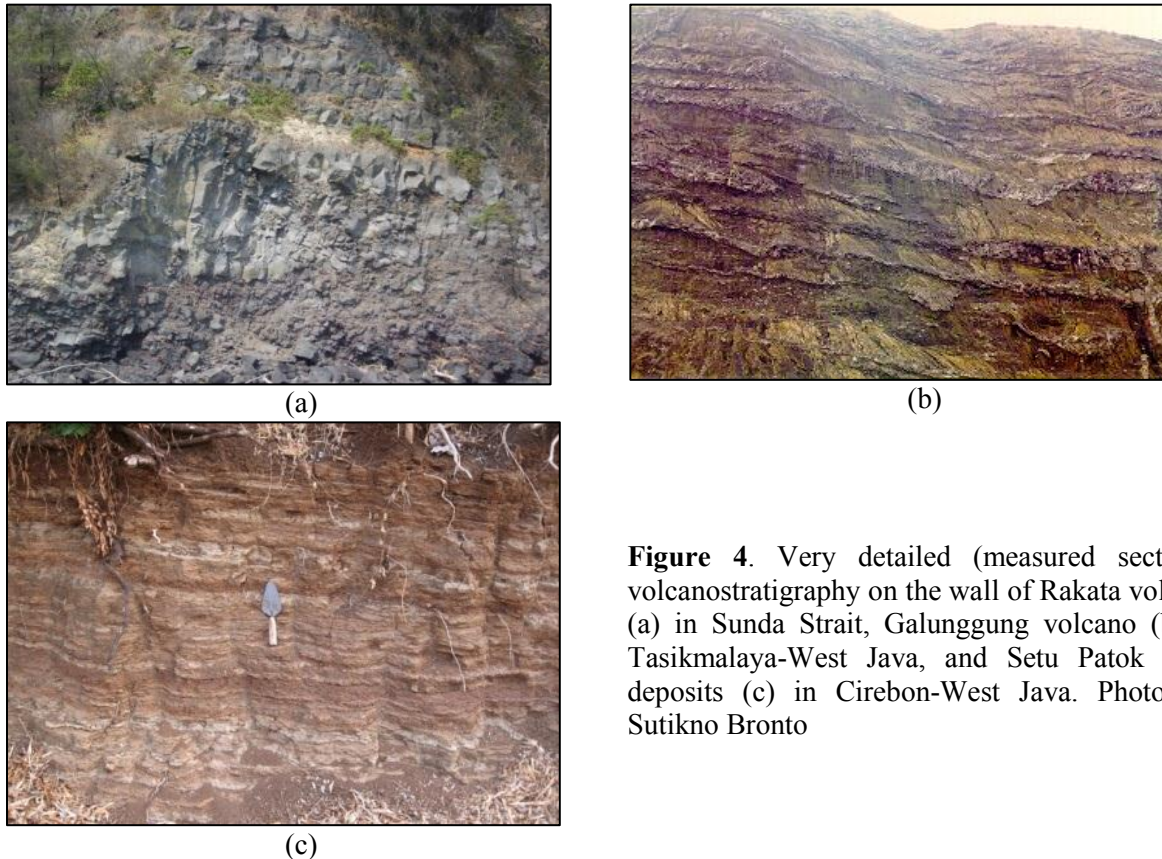 (a)
(b)
(c)
Figure 4. Very detailed (measured sect
volcanostratigraphy on the wall of Rakata vol
(a) in Sunda Strait, Galunggung volcano (
Tasikmalaya-West Java, and Setu Patok
deposits (c) in Cirebon-West Java. Photo
Sutikno Bronto